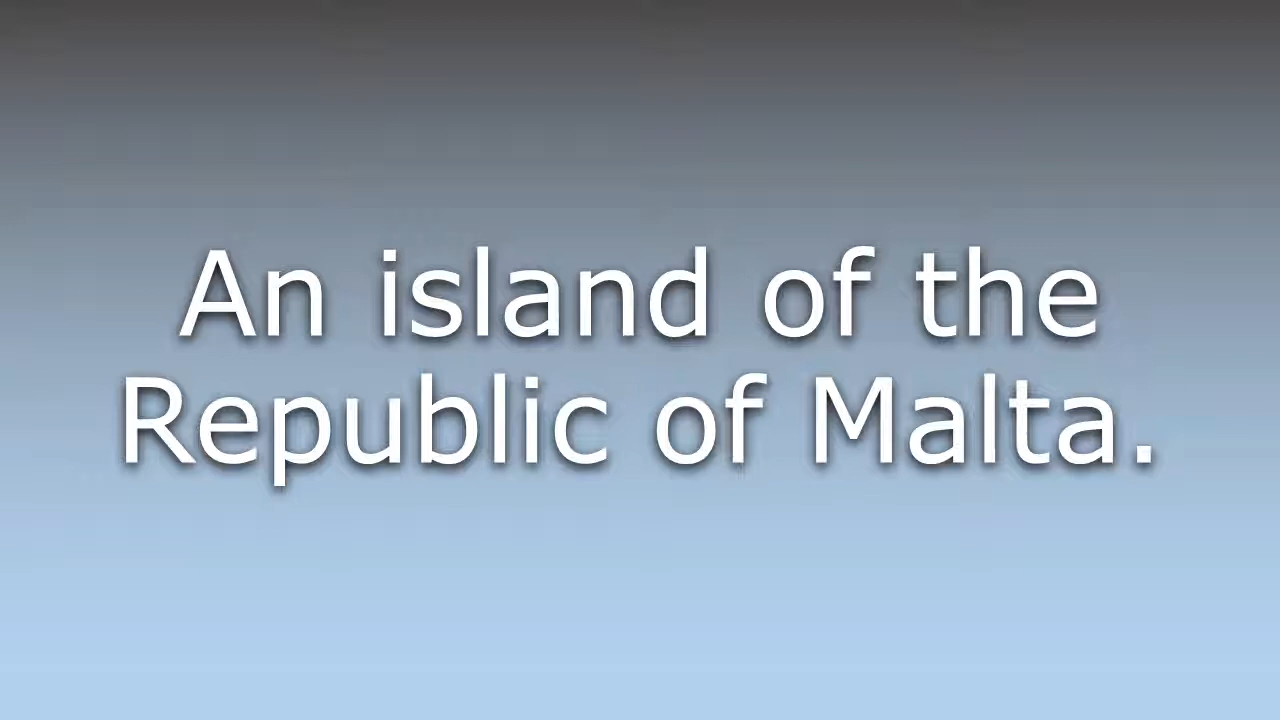 An island of the
Republic of Malta.